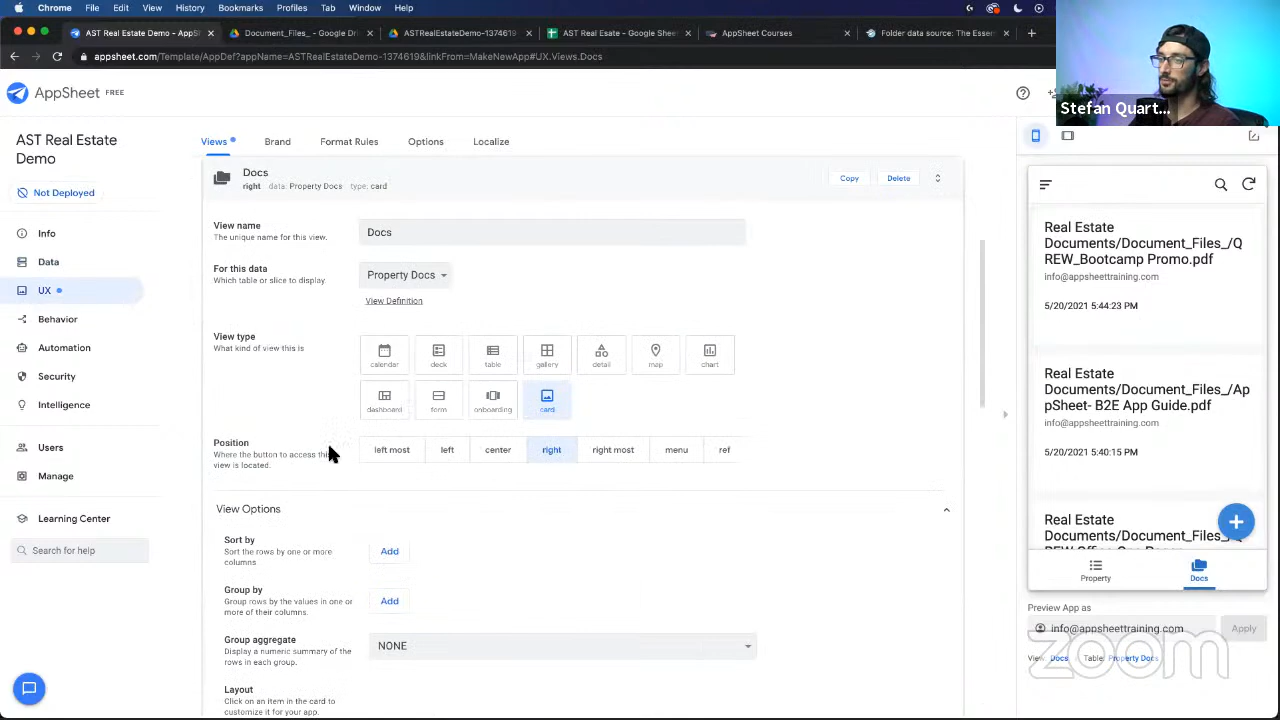 Chrome File Edit View History Bookmarks Profiles Tab Window Help
AST Real Estate Demo - AppSh
Document_Files_ - Google Dri
ASTRealEstateDemo-1374619
AST Real Esate - Google Shee
AppSheet Courses
Folder data source: The Essen
appsheet.com/Template/AppDef?appName=ASTRealEstateDemo-1374619&linkFrom=MakeNewApp#UX.Views.Docs
Stefan Quart...
AppSheet FREE
AST Real Estate
Demo
Not Deployed
Info
Data
UX
Behavior
Automation
Security
Intelligence
Users
Manage
Learning Center
Search for help
Views
Brand
Format Rules
Options
Localize
Docs
right data: Property Docs type: card
Copy
Delete
View name
The unique name for this view.
Docs
For this data
Which table or slice to display.
Property Docs
View Definition
View type
What kind of view this is
calendar
deck
table
gallery
detail
map
chart
dashboard
form
onboarding
card
Position
Where the button to access this
view is located.
left most
left
center
right
right most
menu
ref
View Options
Sort by
Sort the rows by one or more
columns
Add
Group by
Group rows by the values in one or
more of their columns.
Add
Group aggregate
Display a numeric summary of the
rows in each group.
NONE
Layout
Click on an item in the card to
customize it for your app.
Real Estate
Documents/Document_Files_/Q
REW_Bootcamp Promo.pdf
info@appsheettraining.com
5/20/2021 5:44:23 PM
Real Estate
Documents/Document_Files_/Ap
pSheet- B2E App Guide.pdf
5/20/2021 5:40:15 PM
Real Estate
Documents/Document_Files_/Q
Property
Docs
Preview App as
info@appsheettraining.com
Apply
View: Docs Table: Property Docs
zoom